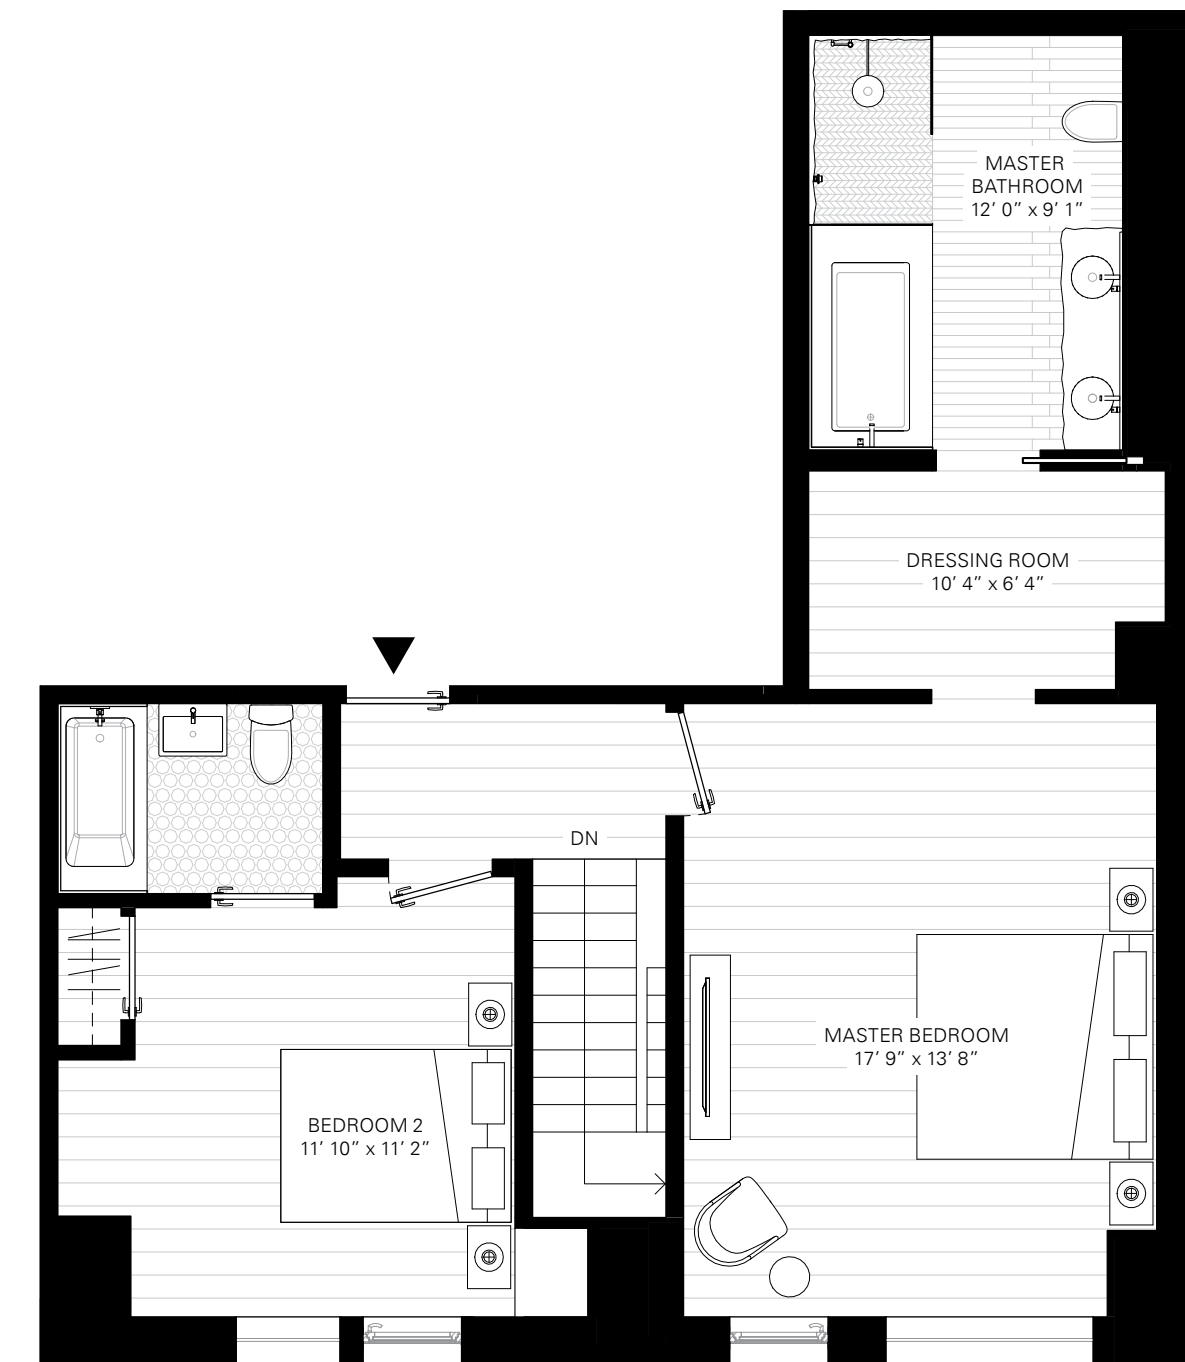 MASTER
BATHROOM
12’ 0” x 9’ 1”
DRESSING ROOM
10’ 4” x 6’ 4”
DN
MASTER BEDROOM
17’ 9” x 13’ 8”
BEDROOM 2
11’ 10” x 11’ 2”